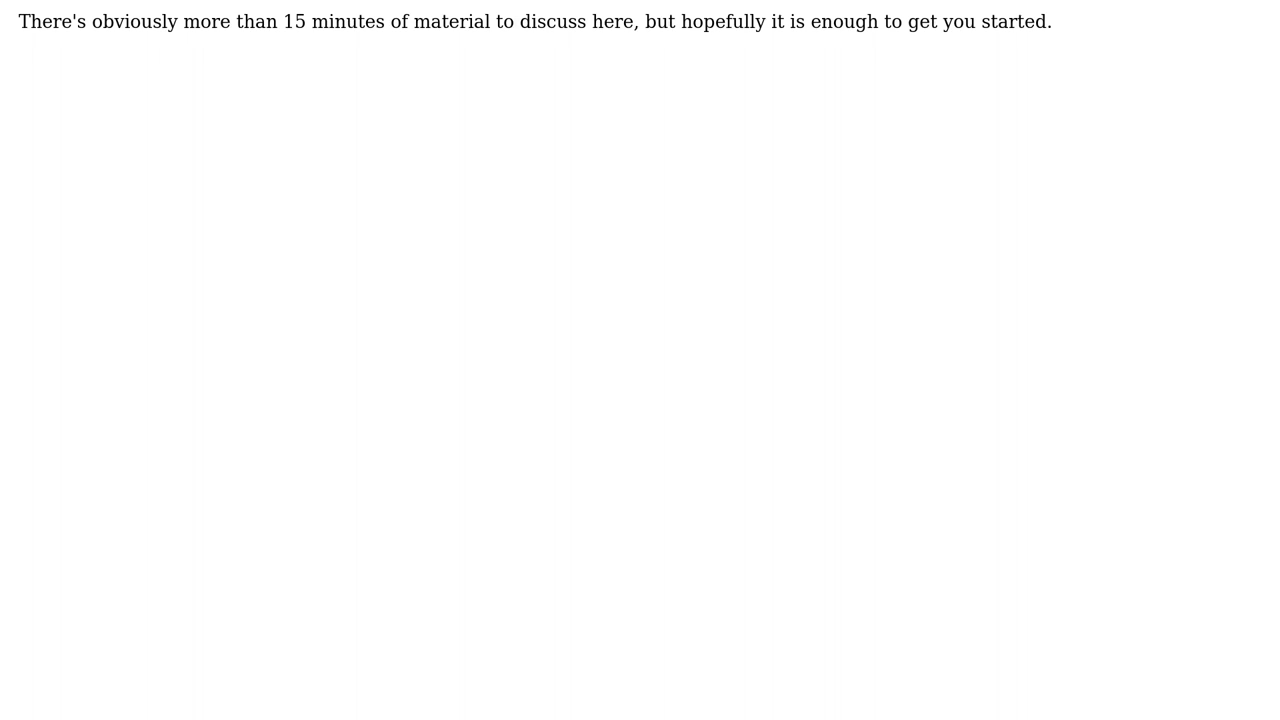 There's obviously more than 15 minutes of material to discuss here, but hopefully it is enough to get you started.